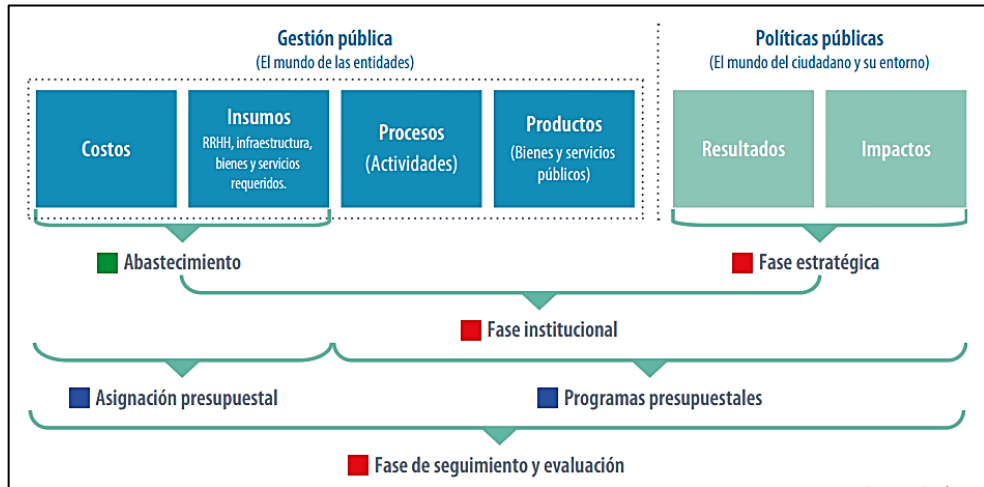 Gestión pública
(El mundo de las entidades)
Políticas públicas
(El mundo del ciudadano y su entorno)
Costos
Insumos
RRHH, infraestructura,
bienes y servicios
requeridos.
Procesos
(Actividades)
Productos
(Bienes y servicios
públicos)
Resultados
Impactos
Abastecimiento
Fase estratégica
Fase institucional
Asignación presupuestal
Programas presupuestales
Fase de seguimiento y evaluación